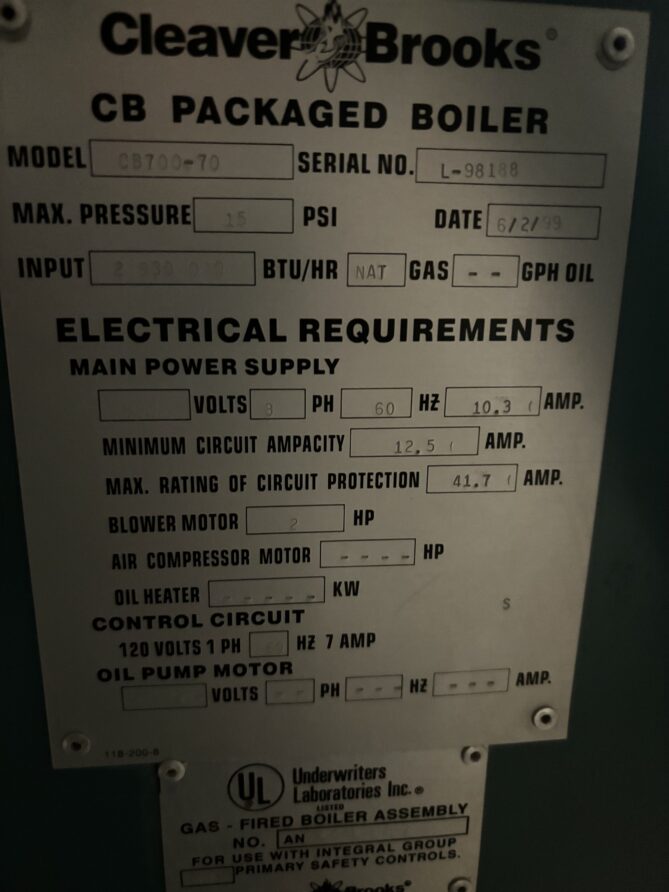 Cleaver Brooks®
CB PACKAGED BOILER
MODEL CB700-70 SERIAL NO. L-98188
MAX. PRESSURE 15 PSI DATE 6/2/99
INPUT BTU/HR NAT GAS -- GPH OIL
ELECTRICAL REQUIREMENTS
MAIN POWER SUPPLY
VOLTS 3 PH 60 HZ 10.3 ( AMP.
MINIMUM CIRCUIT AMPACITY 12.5 ( AMP.
MAX. RATING OF CIRCUIT PROTECTION 41.7 ( AMP.
BLOWER MOTOR 2 HP
AIR COMPRESSOR MOTOR ---- HP
OIL HEATER ----- KW
S
CONTROL CIRCUIT
120 VOLTS 1 PH HZ 7 AMP
OIL PUMP MOTOR
VOLTS -- PH --- HZ --- AMP.
118-200-8
UL Underwriters
Laboratories Inc.®
LISTED
GAS - FIRED BOILER ASSEMBLY
NO. AN
FOR USE WITH INTEGRAL GROUP
PRIMARY SAFETY CONTROLS.
Brooks®